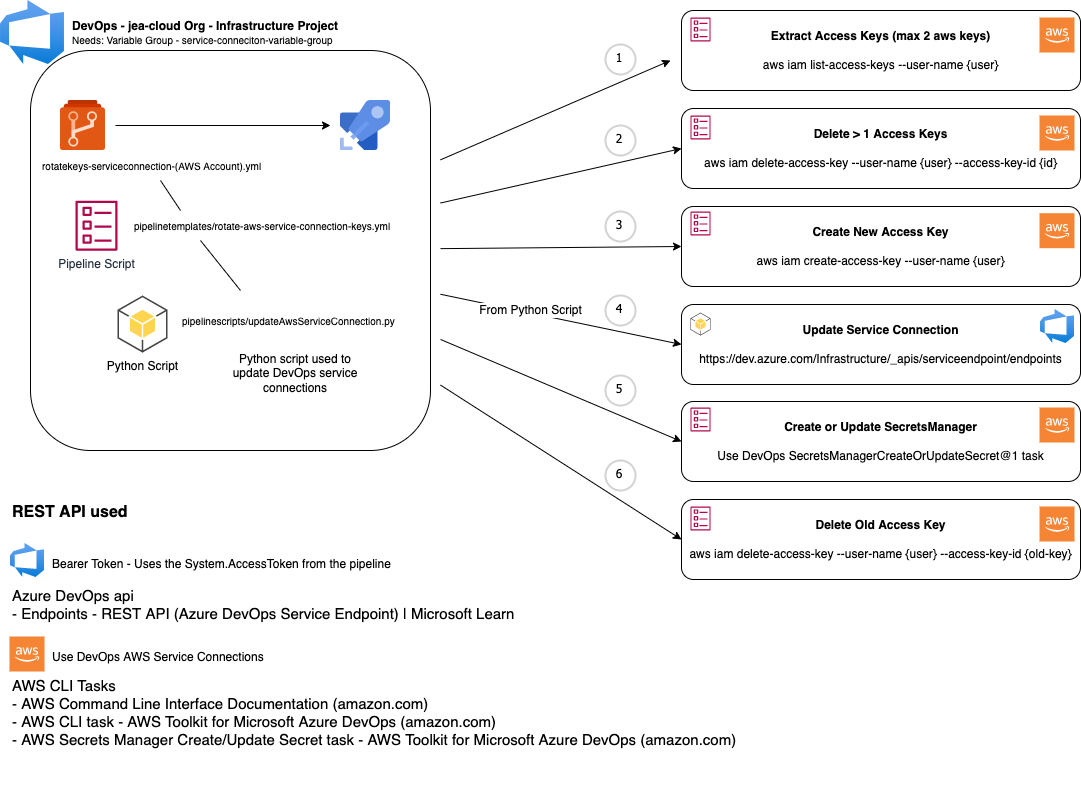 DevOps - jea-cloud Org - Infrastructure Project
Needs: Variable Group - service-conneciton-variable-group
rotatekeys-serviceconnection-(AWS Account).yml
pipelinetemplates/rotate-aws-service-connection-keys.yml
Pipeline Script
pipelinescripts/updateAwsServiceConnection.py
Python Script
Python script used to
update DevOps service
connections
1
2
3
From Python Script
4
5
6
Extract Access Keys (max 2 aws keys)
aws
aws iam list-access-keys --user-name {user}
Delete > 1 Access Keys
aws
aws iam delete-access-key --user-name {user} --access-key-id {id}
Create New Access Key
aws
aws iam create-access-key --user-name {user}
Update Service Connection
https://dev.azure.com/Infrastructure/_apis/serviceendpoint/endpoints
Create or Update SecretsManager
aws
Use DevOps SecretsManagerCreateOrUpdateSecret@1 task
Delete Old Access Key
aws
aws iam delete-access-key --user-name {user} --access-key-id {old-key}
REST API used
Bearer Token - Uses the System.AccessToken from the pipeline
Azure DevOps api
- Endpoints - REST API (Azure DevOps Service Endpoint) | Microsoft Learn
aws
Use DevOps AWS Service Connections
AWS CLI Tasks
- AWS Command Line Interface Documentation (amazon.com)
- AWS CLI task - AWS Toolkit for Microsoft Azure DevOps (amazon.com)
- AWS Secrets Manager Create/Update Secret task - AWS Toolkit for Microsoft Azure DevOps (amazon.com)